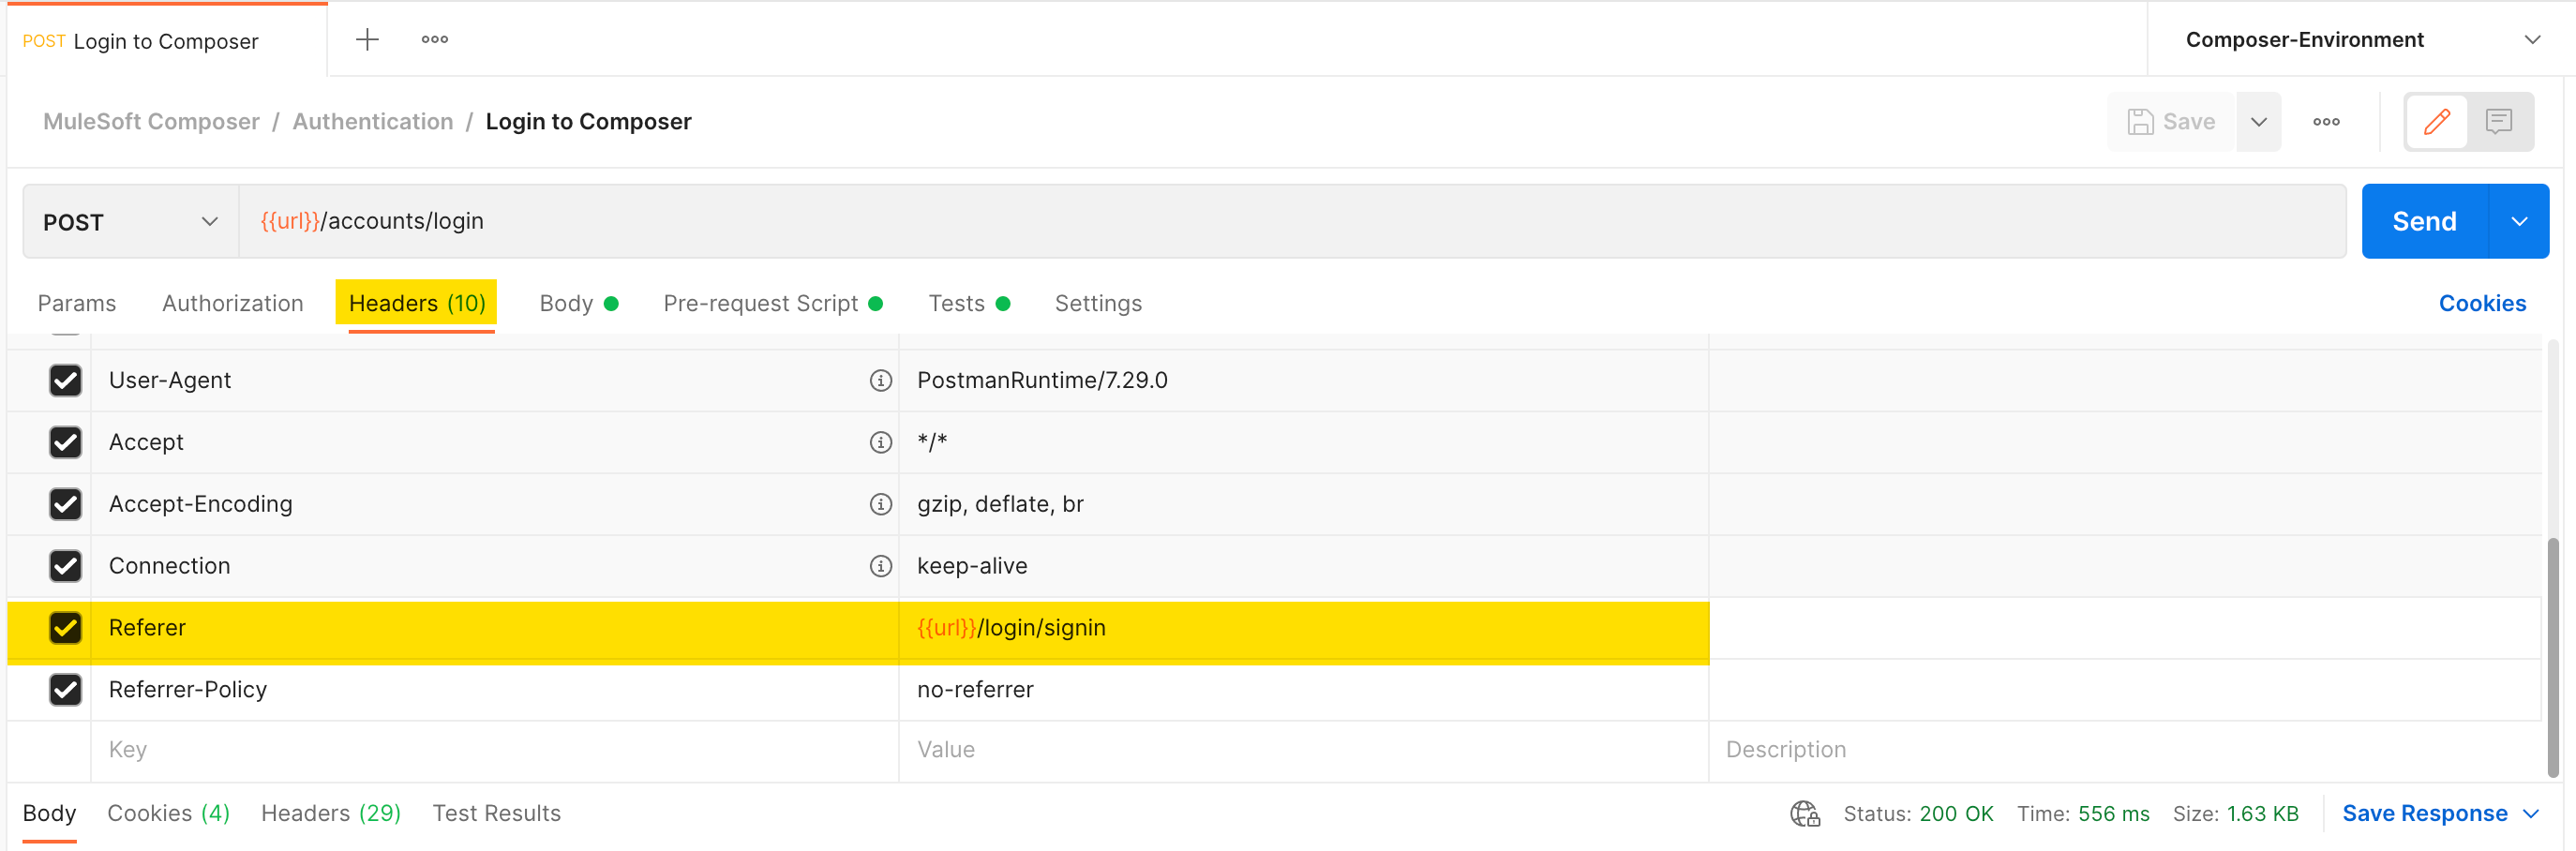 POST Login to Composer
Composer-Environment
MuleSoft Composer / Authentication / Login to Composer
Save
POST {{url}}/accounts/login
Send
Params Authorization Headers (10) Body Pre-request Script Tests Settings Cookies
User-Agent PostmanRuntime/7.29.0
Accept */*
Accept-Encoding gzip, deflate, br
Connection keep-alive
Referer {{url}}/login/signin
Referrer-Policy no-referrer
Key Value Description
Body Cookies (4) Headers (29) Test Results Status: 200 OK Time: 556 ms Size: 1.63 KB Save Response